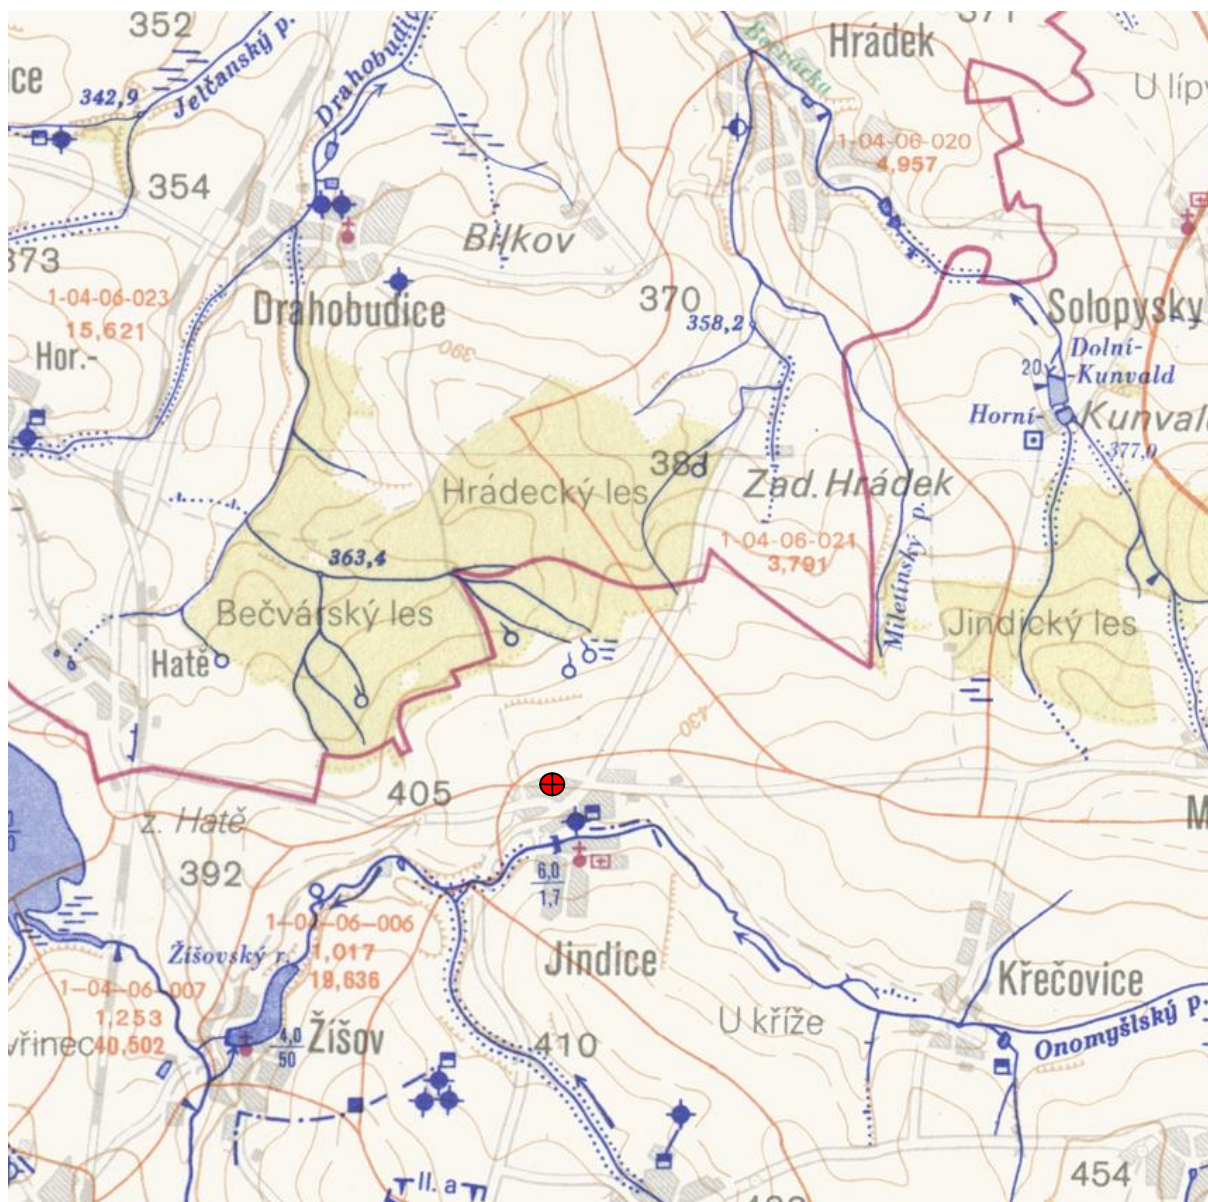 352
371
Hrádek
Bečvárka
Jelčanský p.
ce
342,9
1-04-06-020
4,957
354
Bílkov
373
1-04-06-023
15,621
Drahobudice
370
358,2
390
Solopysky
Hor.-
Dolní-
20
-Kunvald
Horní-
381
377,0
Hrádecký les
Zad. Hrádek
1-04-06-021
3,791
363,4
Miletínský p.
Bečvárský les
Jindický les
Hatě
430
405
z. Hatě
M
392
6,0
1,7
1-04-06-006
1,017
19,636
Žíšovský r.
Jindice
Křečovice
1-04-06-007
1,253
40,502
U kříže
vřinec
4,0
50
Žíšov
410
Onomyšlský p.
II. a
454